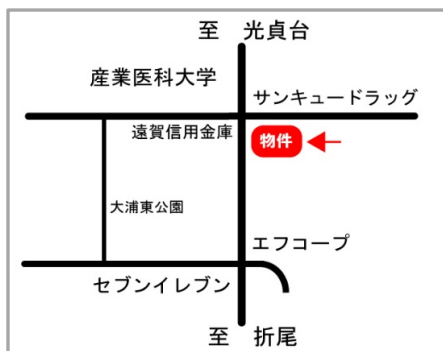 至 光貞台
産業医科大学
サンキュードラッグ
遠賀信用金庫
物件
大浦東公園
エフコープ
セブンイレブン
至 折尾